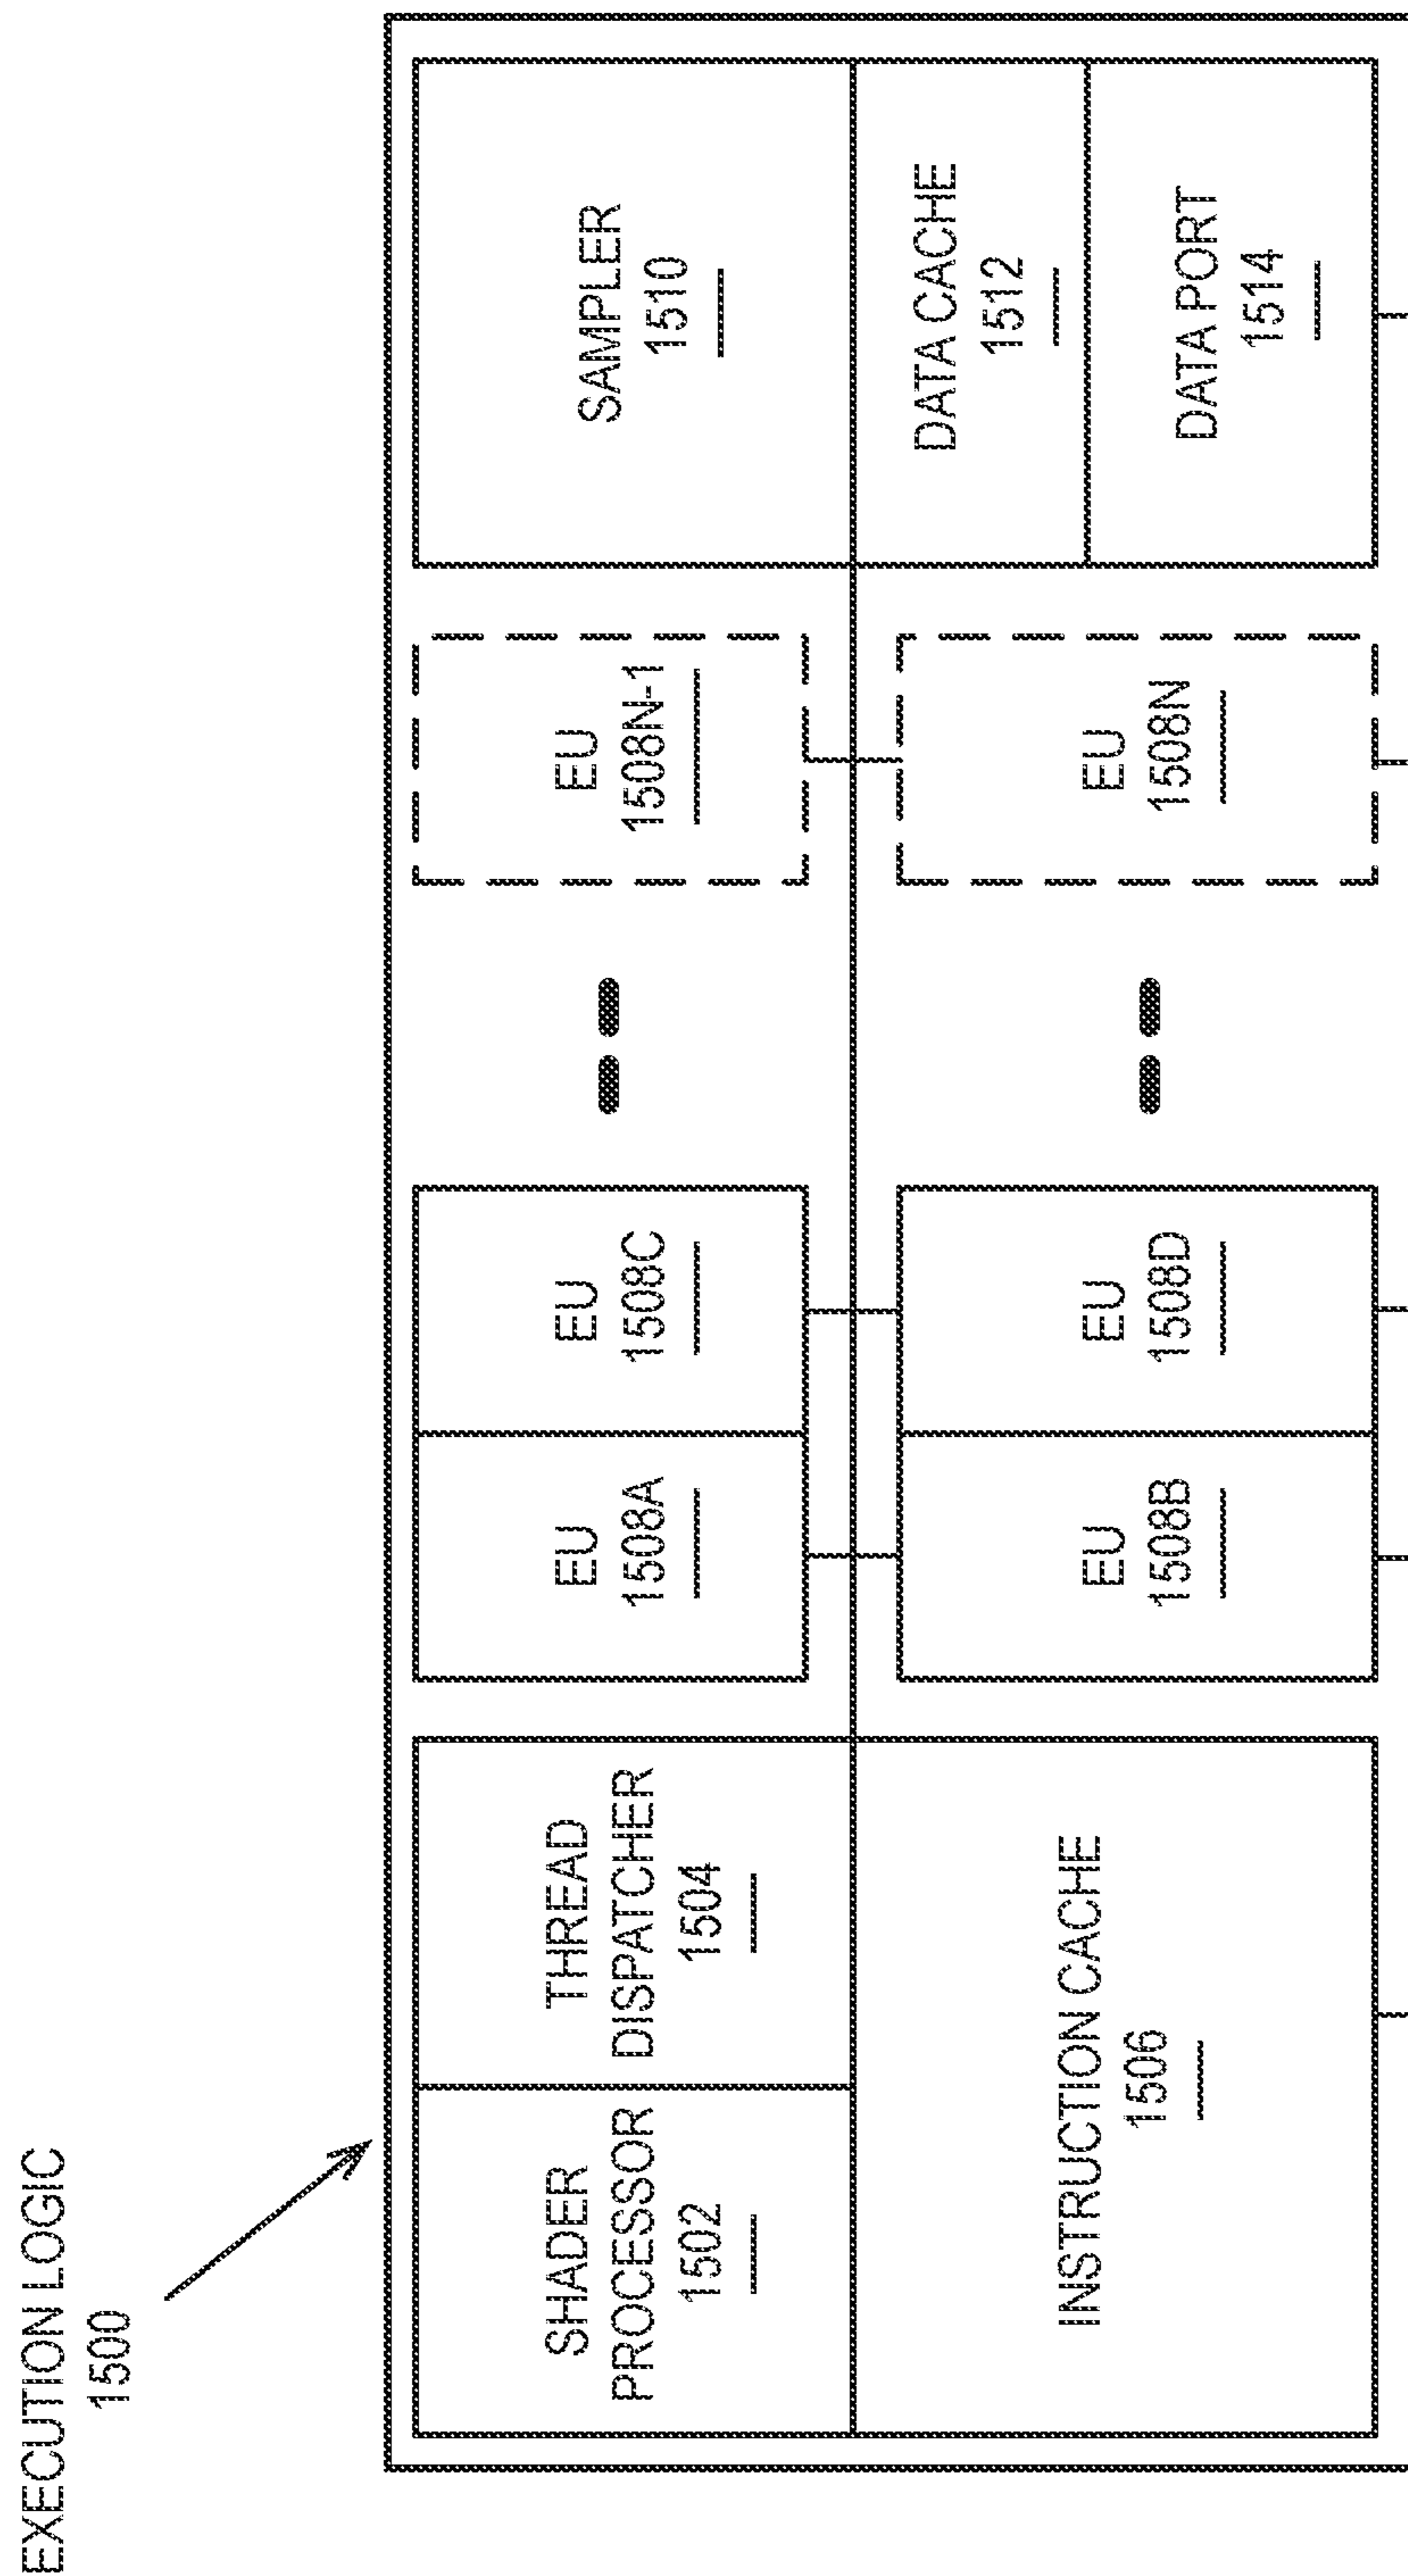 EXECUTION LOGIC
1500
SHADER
PROCESSOR
1502
THREAD
DISPATCHER
1504
EU
1508A
EU
1508C
EU
1508N-1
SAMPLER
1510
INSTRUCTION CACHE
1506
EU
1508B
EU
1508D
EU
1508N
DATA CACHE
1512
DATA PORT
1514